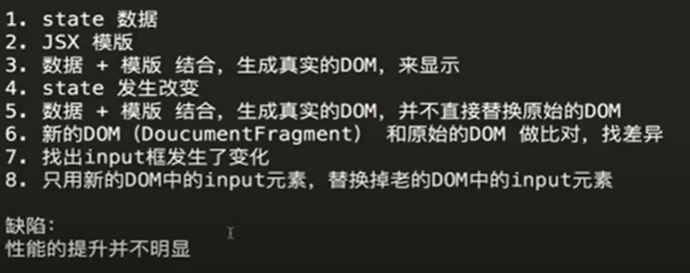 1. state 数据
2. JSX 模版
3. 数据 + 模版 结合，生成真实的DOM，来显示
4. state 发生改变
5. 数据 + 模版 结合，生成真实的DOM，并不直接替换原始的DOM
6. 新的DOM（DoucumentFragment） 和原始的DOM 做比对，找差异
7. 找出input框发生了变化
8. 只用新的DOM中的input元素，替换掉老的DOM中的input元素
缺陷：
性能的提升并不明显